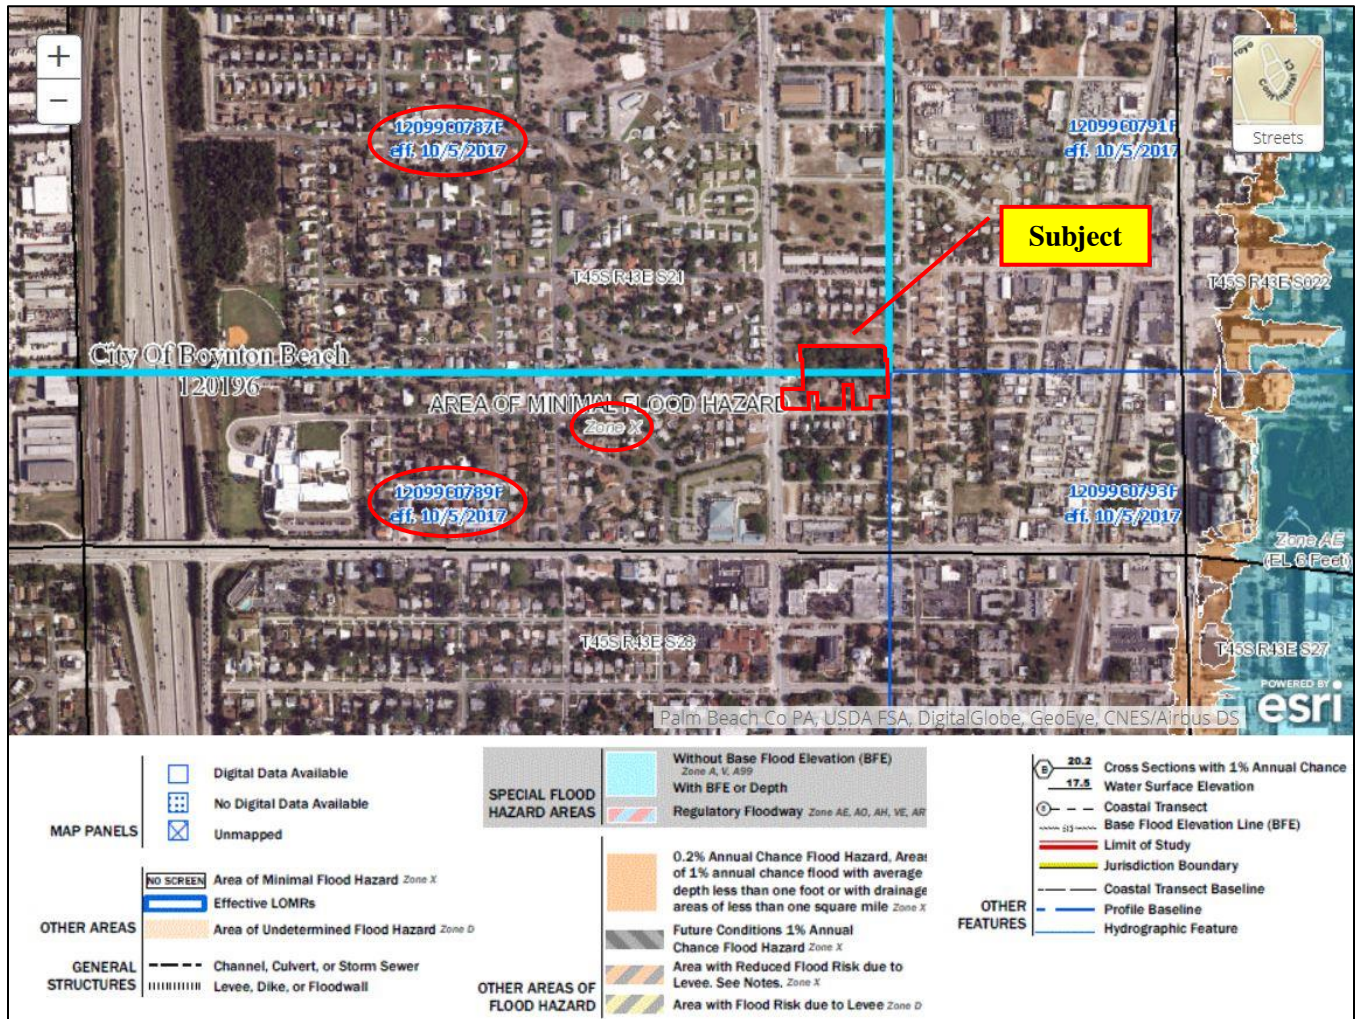 +
−
Streets
12099C0787F
eff. 10/5/2017
12099C0791F
eff. 10/5/2017
Subject
T45S R43E S21
T45S R43E S022
City Of Boynton Beach
120196
AREA OF MINIMAL FLOOD HAZARD
Zone X
12099C0789F
eff. 10/5/2017
12099C0793F
eff. 10/5/2017
Zone AE
(EL 6 Feet)
T45S R43E S28
T45S R43E S27
POWERED BY
esri
Palm Beach Co PA, USDA FSA, DigitalGlobe, GeoEye, CNES/Airbus DS
MAP PANELS
Digital Data Available
No Digital Data Available
Unmapped
OTHER AREAS
NO SCREEN Area of Minimal Flood Hazard Zone X
Effective LOMRs
Area of Undetermined Flood Hazard Zone D
GENERAL
STRUCTURES
Channel, Culvert, or Storm Sewer
Levee, Dike, or Floodwall
SPECIAL FLOOD
HAZARD AREAS
Without Base Flood Elevation (BFE)
Zone A, V, A99
With BFE or Depth
Regulatory Floodway Zone AE, AO, AH, VE, AR
OTHER AREAS OF
FLOOD HAZARD
0.2% Annual Chance Flood Hazard, Areas
of 1% annual chance flood with average
depth less than one foot or with drainage
areas of less than one square mile Zone X
Future Conditions 1% Annual
Chance Flood Hazard Zone X
Area with Reduced Flood Risk due to
Levee. See Notes. Zone X
Area with Flood Risk due to Levee Zone D
OTHER
FEATURES
B 20.2 Cross Sections with 1% Annual Chance
17.5 Water Surface Elevation
8 Coastal Transect
513 Base Flood Elevation Line (BFE)
Limit of Study
Jurisdiction Boundary
Coastal Transect Baseline
Profile Baseline
Hydrographic Feature